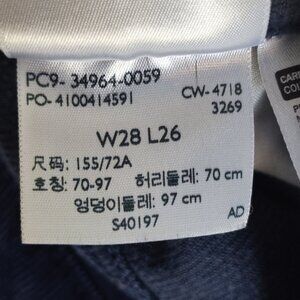 PC9- 34964-0059
PO- 4100414591 CW- 4718
3269
W28 L26
尺码: 155/72A
호칭: 70-97 허리둘레: 70 cm
엉덩이둘레: 97 cm
S40197 AD